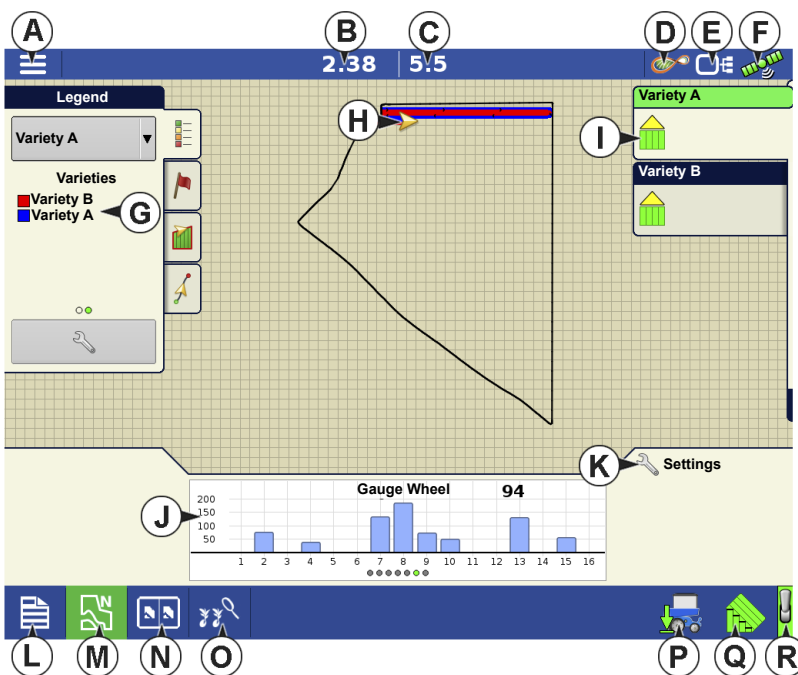 A B C D E F
2.38 5.5
Legend
Variety A
Varieties
Variety B
Variety A
G
H
Variety A
I
Variety B
K
Settings
J
Gauge Wheel 94
200
150
100
50
1 2 3 4 5 6 7 8 9 10 11 12 13 14 15 16
N
L M N O P Q R